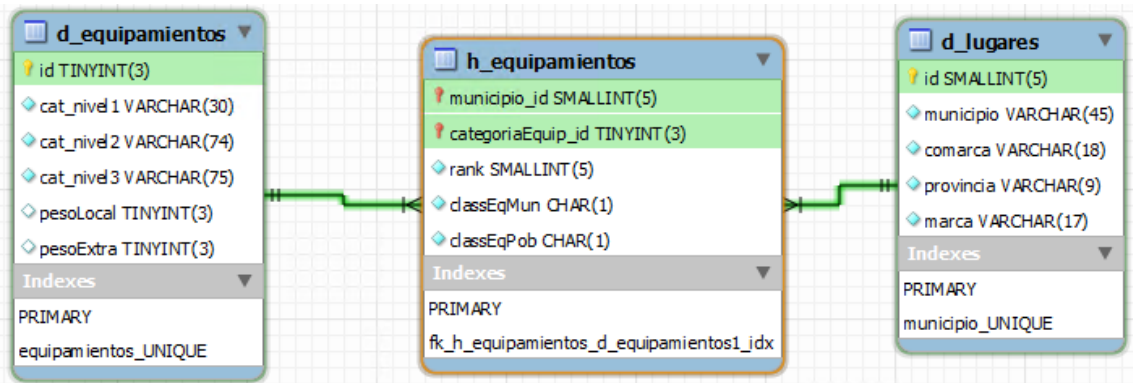 d_equipamientos
id TINYINT(3)
cat_nivel1 VARCHAR(30)
cat_nivel2 VARCHAR(74)
cat_nivel3 VARCHAR(75)
pesoLocal TINYINT(3)
pesoExtra TINYINT(3)
Indexes
PRIMARY
equipamientos_UNIQUE
h_equipamientos
municipio_id SMALLINT(5)
categoriaEquip_id TINYINT(3)
rank SMALLINT(5)
classEqMun CHAR(1)
classEqPob CHAR(1)
Indexes
PRIMARY
fk_h_equipamientos_d_equipamientos1_idx
d_lugares
id SMALLINT(5)
municipio VARCHAR(45)
comarca VARCHAR(18)
provincia VARCHAR(9)
marca VARCHAR(17)
Indexes
PRIMARY
municipio_UNIQUE